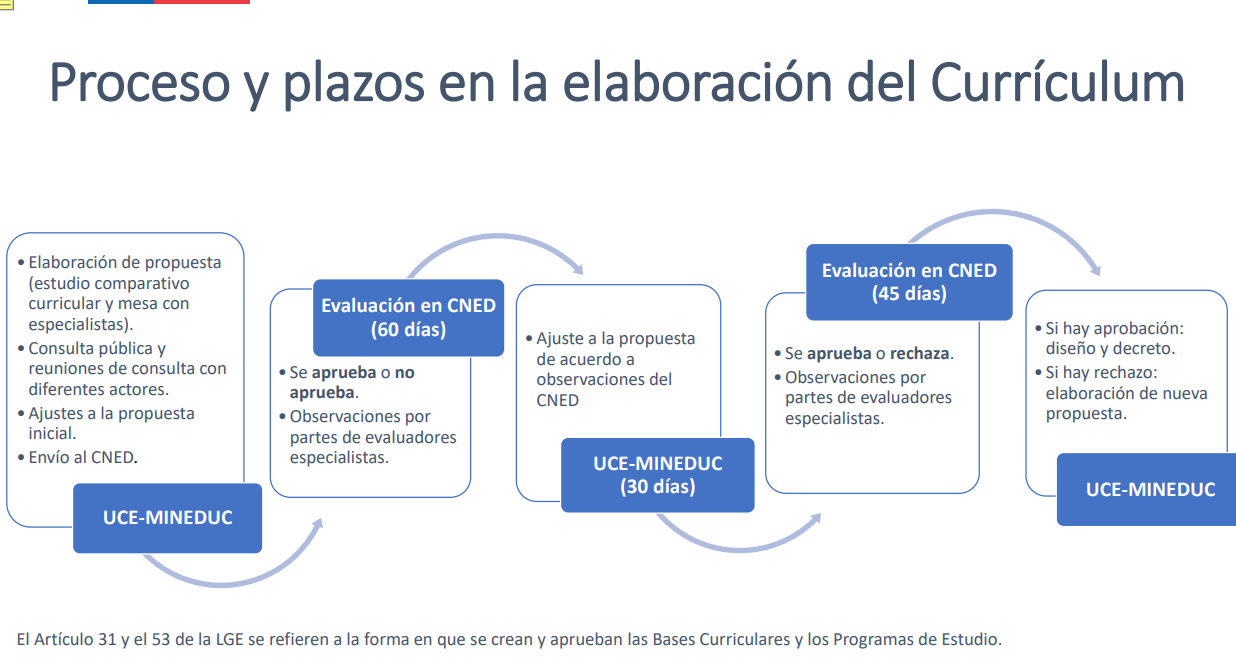 Proceso y plazos en la elaboración del Currículum
• Elaboración de propuesta
(estudio comparativo
curricular y mesa con
especialistas).
• Consulta pública y
reuniones de consulta con
diferentes actores.
• Ajustes a la propuesta
inicial.
• Envío al CNED.
UCE-MINEDUC
Evaluación en CNED
(60 días)
• Se aprueba o no
aprueba.
• Observaciones por
partes de evaluadores
especialistas.
• Ajuste a la propuesta
de acuerdo a
observaciones del
CNED
UCE-MINEDUC
(30 días)
Evaluación en CNED
(45 días)
• Se aprueba o rechaza.
• Observaciones por
partes de evaluadores
especialistas.
• Si hay aprobación:
diseño y decreto.
• Si hay rechazo:
elaboración de nueva
propuesta.
UCE-MINEDUC
El Artículo 31 y el 53 de la LGE se refieren a la forma en que se crean y aprueban las Bases Curriculares y los Programas de Estudio.